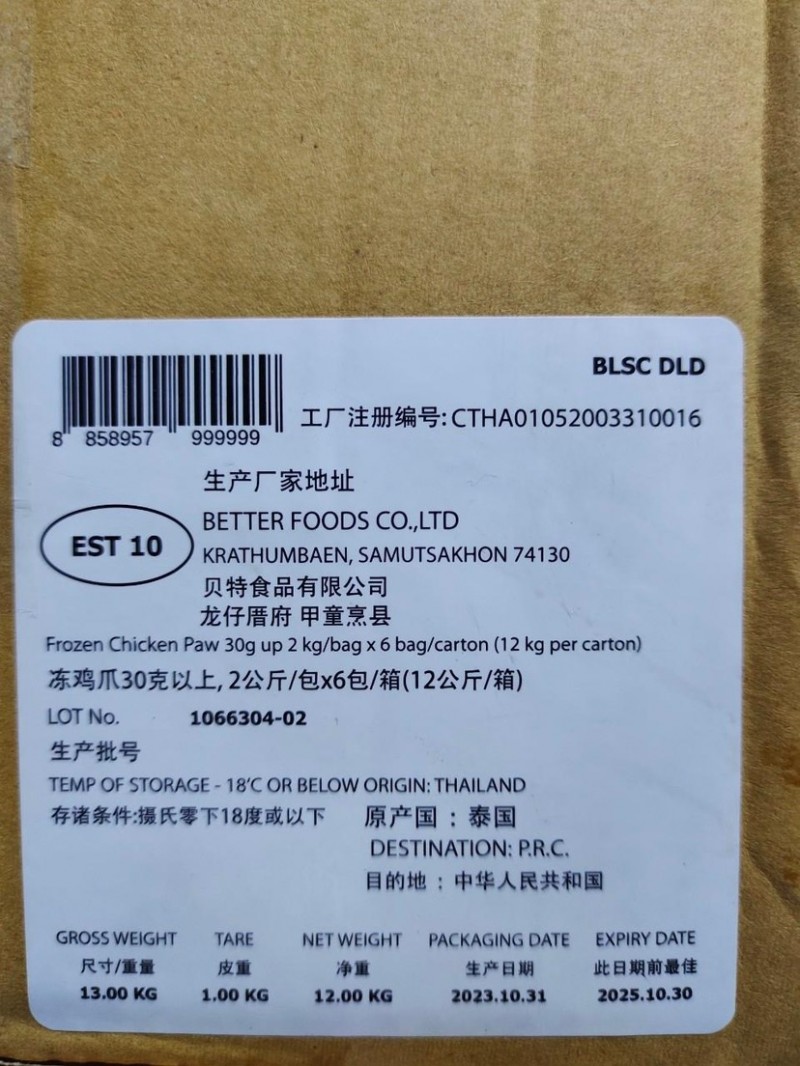 BLSC DLD
8 858957 999999
工厂注册编号: CTHA01052003310016
生产厂家地址
EST 10
BETTER FOODS CO.,LTD
KRATHUMBAEN, SAMUTSAKHON 74130
贝特食品有限公司
龙仔厝府 甲童烹县
Frozen Chicken Paw 30g up 2 kg/bag x 6 bag/carton (12 kg per carton)
冻鸡爪30克以上, 2公斤/包x6包/箱(12公斤/箱)
LOT No. 1066304-02
生产批号
TEMP OF STORAGE - 18'C OR BELOW ORIGIN: THAILAND
存诸条件:摄氏零下18度或以下 原产国 : 泰国
DESTINATION: P.R.C.
目的地 : 中华人民共和国
GROSS WEIGHT TARE NET WEIGHT PACKAGING DATE EXPIRY DATE
尺寸/重量 皮重 净重 生产日期 此日期前最佳
13.00 KG 1.00 KG 12.00 KG 2023.10.31 2025.10.30